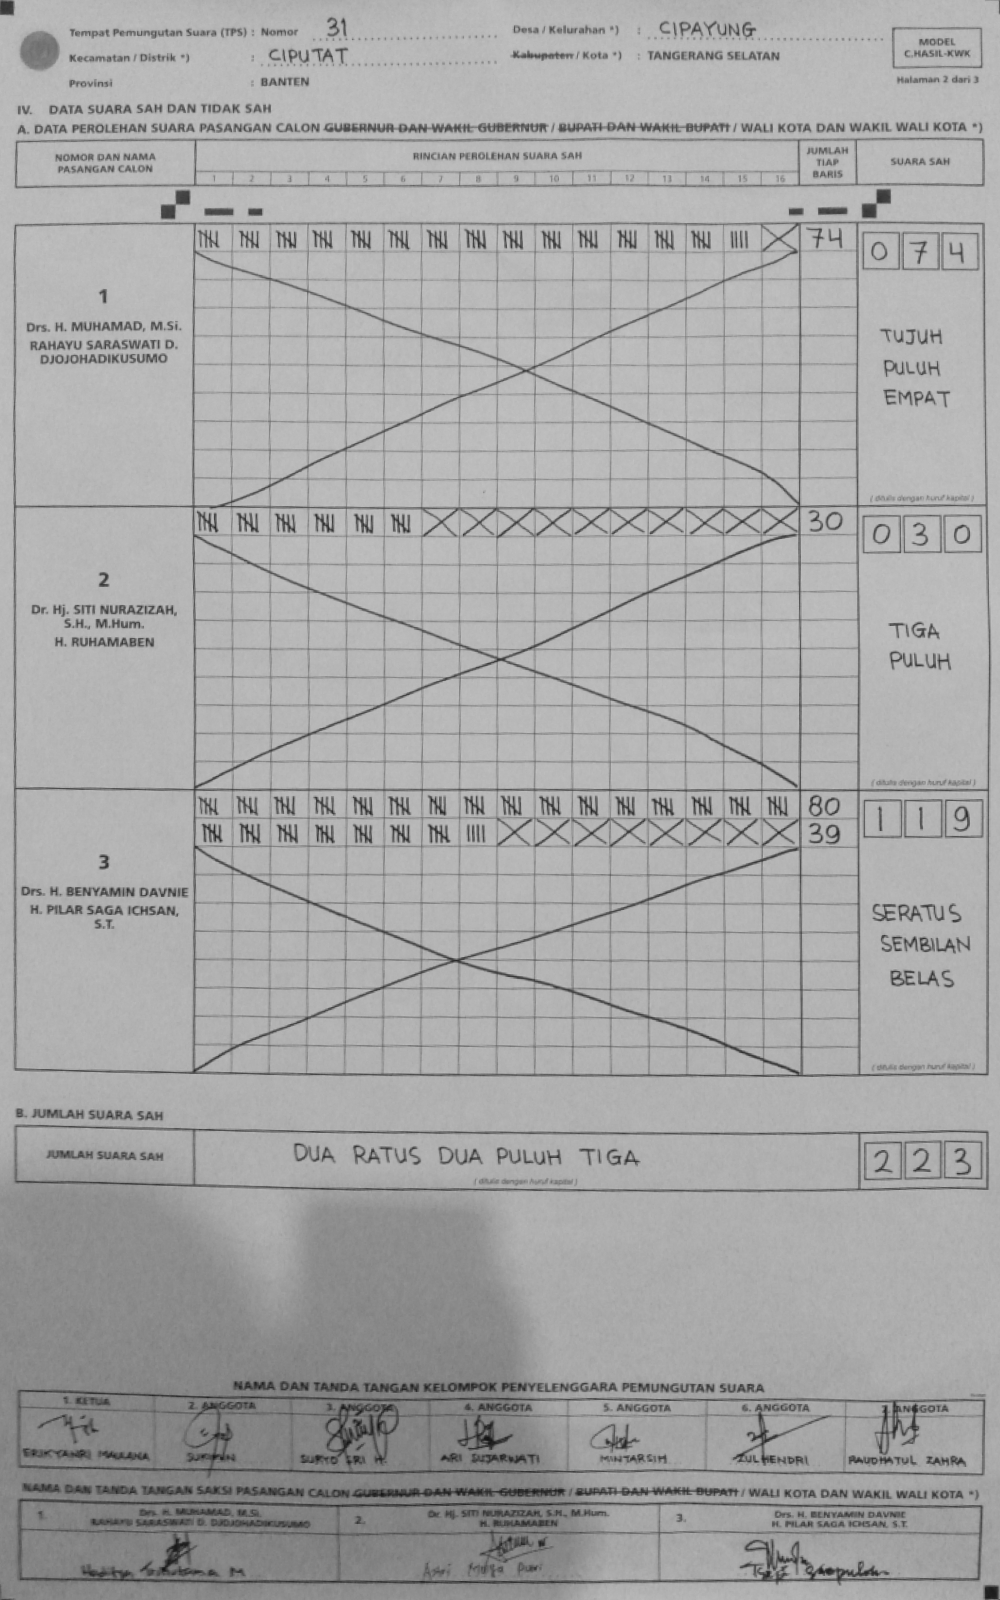 Tempat Pemungutan Suara (TPS) : Nomor 31 Desa / Kelurahan *) : CIPAYUNG
Kecamatan / Distrik *) : CIPUTAT Kabupaten / Kota *) : TANGERANG SELATAN
Provinsi : BANTEN
MODEL
C.HASIL-KWK
Halaman 2 dari 3
IV. DATA SUARA SAH DAN TIDAK SAH
A. DATA PEROLEHAN SUARA PASANGAN CALON GUBERNUR DAN WAKIL GUBERNUR / BUPATI DAN WAKIL BUPATI / WALI KOTA DAN WAKIL WALI KOTA *)
NOMOR DAN NAMA
PASANGAN CALON
RINCIAN PEROLEHAN SUARA SAH
1 2 3 4 5 6 7 8 9 10 11 12 13 14 15 16
JUMLAH
TIAP
BARIS
SUARA SAH
1
Drs. H. MUHAMAD, M.Si.
RAHAYU SARASWATI D.
DJOJOHADIKUSUMO
74
0 7 4
TUJUH
PULUH
EMPAT
( ditulis dengan huruf kapital )
2
Dr. Hj. SITI NURAZIZAH,
S.H., M.Hum.
H. RUHAMABEN
30
0 3 0
TIGA
PULUH
( ditulis dengan huruf kapital )
3
Drs. H. BENYAMIN DAVNIE
H. PILAR SAGA ICHSAN,
S.T.
80
39
1 1 9
SERATUS
SEMBILAN
BELAS
( ditulis dengan huruf kapital )
B. JUMLAH SUARA SAH
JUMLAH SUARA SAH DUA RATUS DUA PULUH TIGA 2 2 3
( ditulis dengan huruf kapital )
NAMA DAN TANDA TANGAN KELOMPOK PENYELENGGARA PEMUNGUTAN SUARA
1. KETUA 2. ANGGOTA 3. ANGGOTA 4. ANGGOTA 5. ANGGOTA 6. ANGGOTA 7. ANGGOTA
ERIKYANRI MAULANA SUKIMAN SURYO SRI H. ARI SUJARWATI MINTARSIH ZULHENDRI RAUDHATUL ZAHRA
NAMA DAN TANDA TANGAN SAKSI PASANGAN CALON GUBERNUR DAN WAKIL GUBERNUR / BUPATI DAN WAKIL BUPATI / WALI KOTA DAN WAKIL WALI KOTA *)
1. Drs. H. MUHAMAD, M.Si.
RAHAYU SARASWATI D. DJOJOHADIKUSUMO
2. Dr. Hj. SITI NURAZIZAH, S.H., M.Hum.
H. RUHAMABEN
3. Drs. H. BENYAMIN DAVNIE
H. PILAR SAGA ICHSAN, S.T.